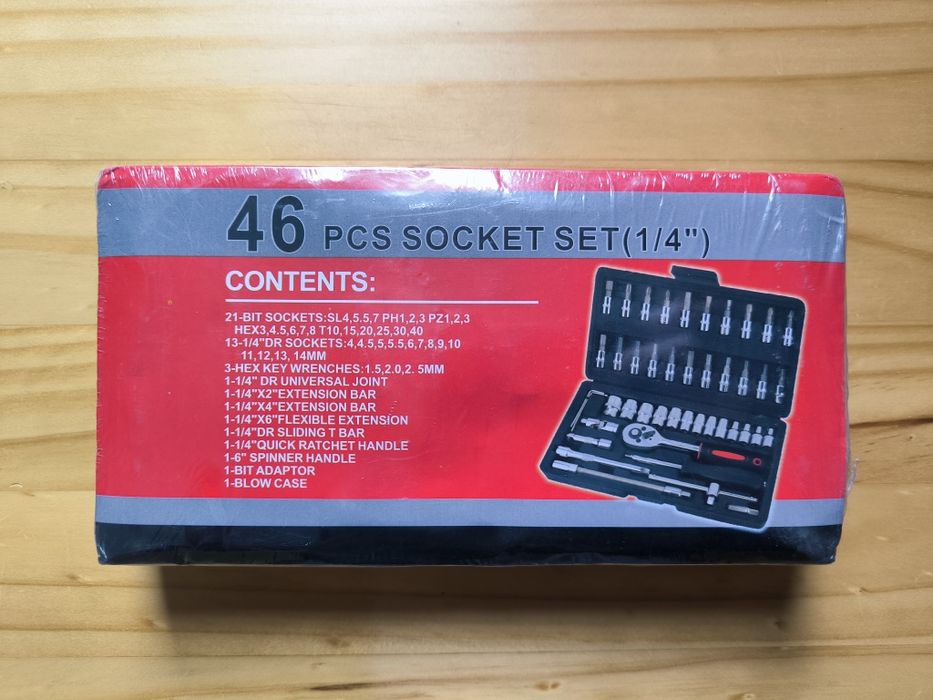 46 PCS SOCKET SET(1/4")
CONTENTS:
21-BIT SOCKETS:SL4,5.5,7 PH1,2,3 PZ1,2,3
HEX3,4.5,6,7,8 T10,15,20,25,30,40
13-1/4"DR SOCKETS:4,4.5,5,5.5,6,7,8,9,10
11,12,13, 14MM
3-HEX KEY WRENCHES:1.5,2.0,2. 5MM
1-1/4" DR UNIVERSAL JOINT
1-1/4"X2"EXTENSION BAR
1-1/4"X4"EXTENSION BAR
1-1/4"X6"FLEXIBLE EXTENSION
1-1/4"DR SLIDING T BAR
1-1/4"QUICK RATCHET HANDLE
1-6" SPINNER HANDLE
1-BIT ADAPTOR
1-BLOW CASE